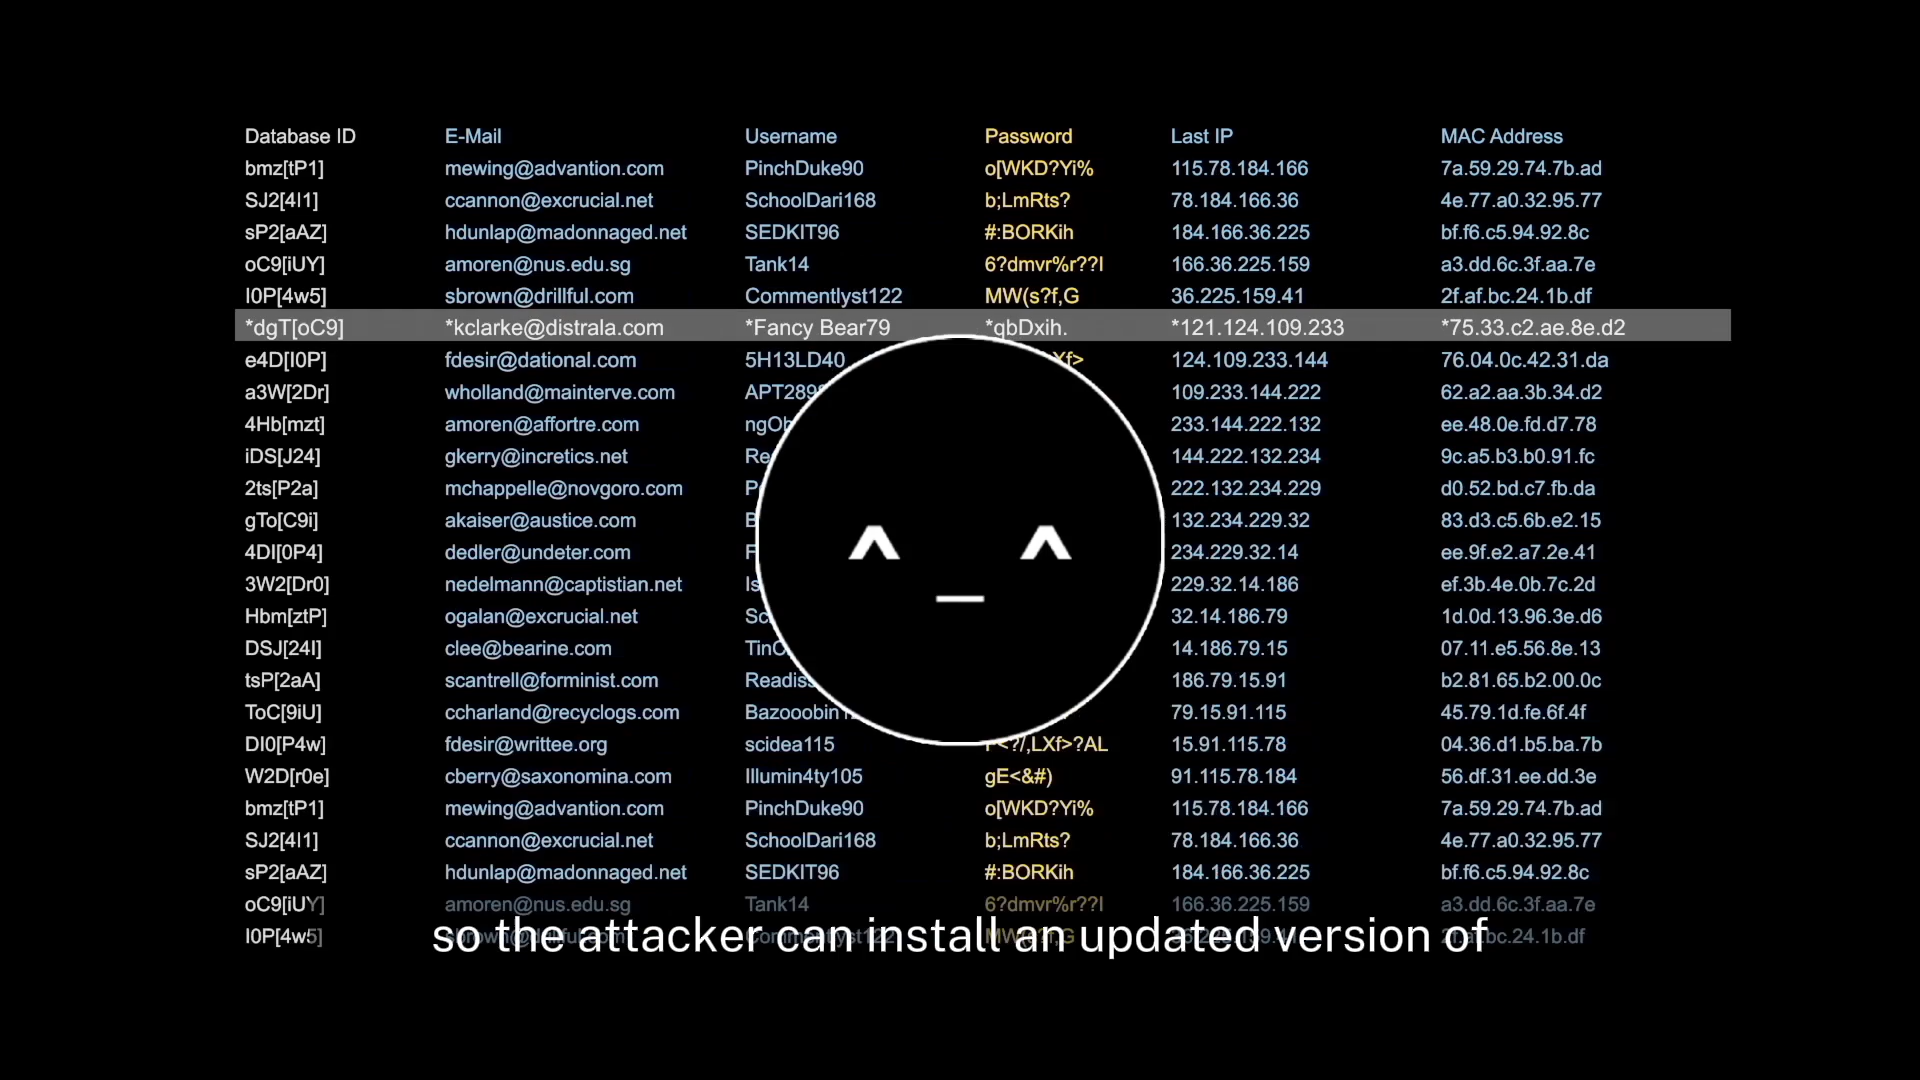 Database ID E-Mail Username Password Last IP MAC Address
bmz[tP1] mewing@advantion.com PinchDuke90 o[WKD?Yi% 115.78.184.166 7a.59.29.74.7b.ad
SJ2[4I1] ccannon@excrucial.net SchoolDari168 b;LmRts? 78.184.166.36 4e.77.a0.32.95.77
sP2[aAZ] hdunlap@madonnaged.net SEDKIT96 #:BORKih 184.166.36.225 bf.f6.c5.94.92.8c
oC9[iUY] amoren@nus.edu.sg Tank14 6?dmvr%r??I 166.36.225.159 a3.dd.6c.3f.aa.7e
I0P[4w5] sbrown@drillful.com Commentlyst122 MW(s?f,G 36.225.159.41 2f.af.bc.24.1b.df
*dgT[oC9] *kclarke@distrala.com *Fancy Bear79 *qbDxih. *121.124.109.233 *75.33.c2.ae.8e.d2
e4D[I0P] fdesir@dational.com 5H13LD40 Xf> 124.109.233.144 76.04.0c.42.31.da
a3W[2Dr] wholland@mainterve.com APT289 109.233.144.222 62.a2.aa.3b.34.d2
4Hb[mzt] amoren@affortre.com 233.144.222.132 ee.48.0e.fd.d7.78
iDS[J24] gkerry@incretics.net Re 144.222.132.234 9c.a5.b3.b0.91.fc
2ts[P2a] mchappelle@novgoro.com 222.132.234.229 d0.52.bd.c7.fb.da
gTo[C9i] akaiser@austice.com 132.234.229.32 83.d3.c5.6b.e2.15
4DI[0P4] dedler@undeter.com F 234.229.32.14 ee.9f.e2.a7.2e.41
3W2[Dr0] nedelmann@captistian.net Is 229.32.14.186 ef.3b.4e.0b.7c.2d
Hbm[ztP] ogalan@excrucial.net Sc 32.14.186.79 1d.0d.13.96.3e.d6
DSJ[24I] clee@bearine.com Tin 14.186.79.15 07.11.e5.56.8e.13
tsP[2aA] scantrell@forminist.com Readiss 186.79.15.91 b2.81.65.b2.00.0c
ToC[9iU] ccharland@recyclogs.com Bazooobin 79.15.91.115 45.79.1d.fe.6f.4f
DI0[P4w] fdesir@writtee.org scidea115 <?/,LXf>?AL 15.91.115.78 04.36.d1.b5.ba.7b
W2D[r0e] cberry@saxonomina.com Illumin4ty105 gE<&#) 91.115.78.184 56.df.31.ee.dd.3e
bmz[tP1] mewing@advantion.com PinchDuke90 o[WKD?Yi% 115.78.184.166 7a.59.29.74.7b.ad
SJ2[4I1] ccannon@excrucial.net SchoolDari168 b;LmRts? 78.184.166.36 4e.77.a0.32.95.77
sP2[aAZ] hdunlap@madonnaged.net SEDKIT96 #:BORKih 184.166.36.225 bf.f6.c5.94.92.8c
oC9[iUY] amoren@nus.edu.sg Tank14 6?dmvr%r??I 166.36.225.159 a3.dd.6c.3f.aa.7e
I0P[4w5]
so the attacker can install an updated version of
^_^